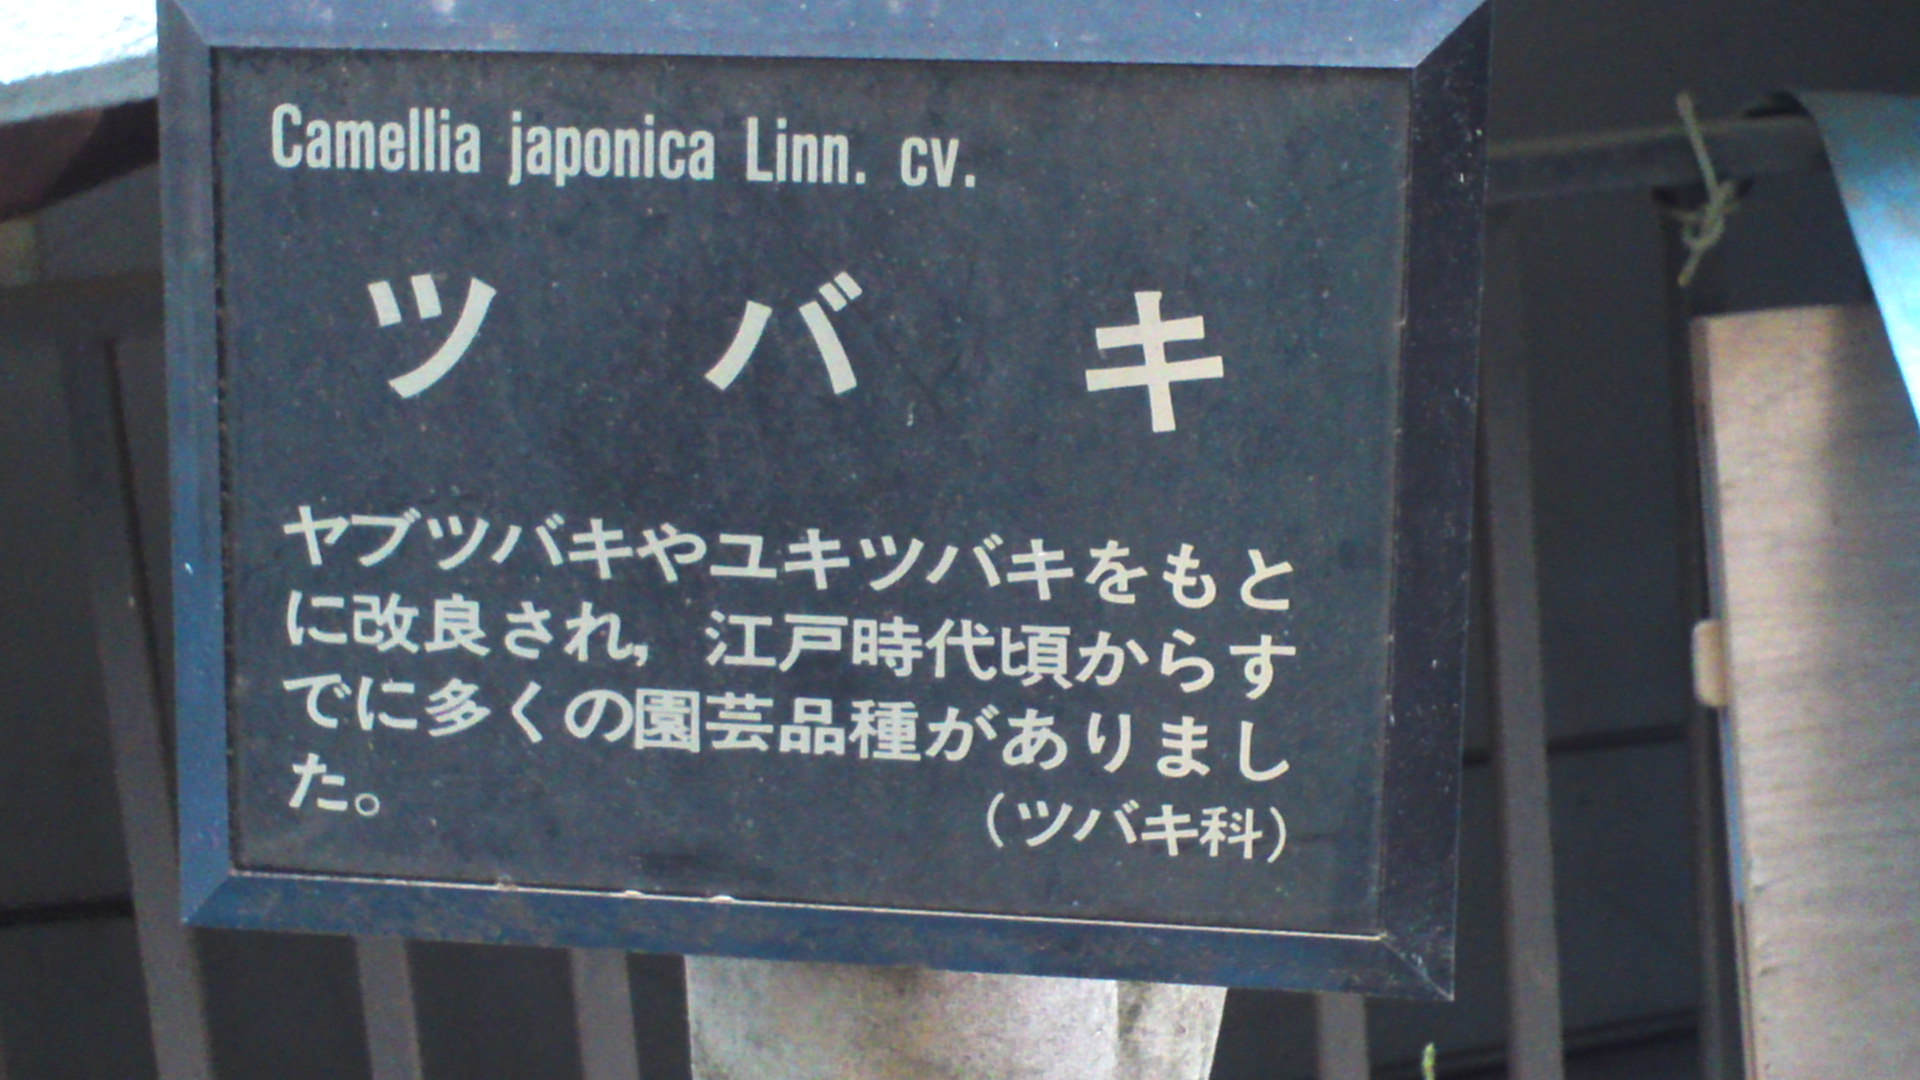 Camellia japonica Linn. cv.
ツバキ
ヤブツバキやユキツバキをもと
に改良され，江戸時代頃からす
でに多くの園芸品種がありまし
た。 （ツバキ科）